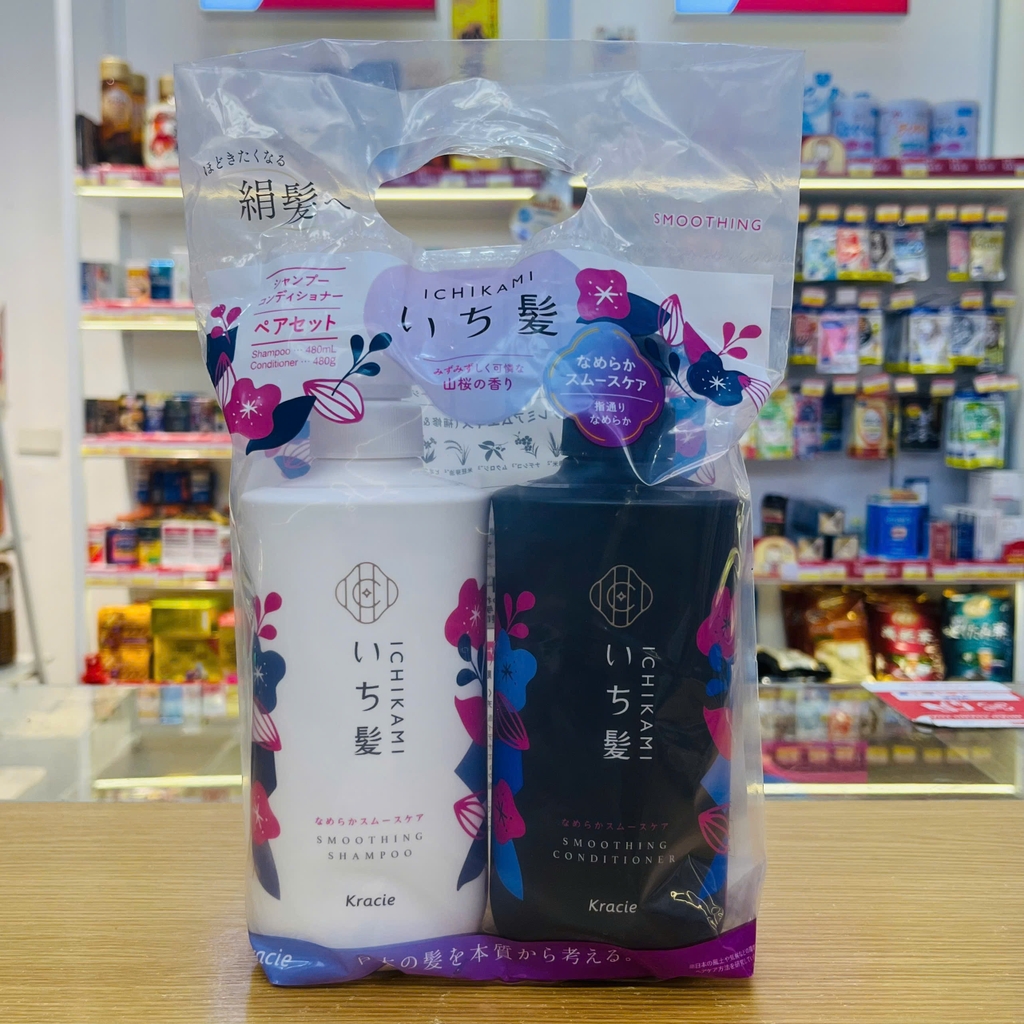 ほどきたくなる
絹髪へ
SMOOTHING
シャンプー
コンディショナー
ペアセット
Shampoo … 480mL
Conditioner … 480g
ICHIKAMI
いち髪
みずみずしく可憐な
山桜の香り
なめらか
スムースケア
指通り
なめらか
いち髪
ICHIKAMI
なめらかスムースケア
SMOOTHING
SHAMPOO
Kracie
いち髪
ICHIKAMI
なめらかスムースケア
SMOOTHING
CONDITIONER
Kracie
の髪を本質から考える。